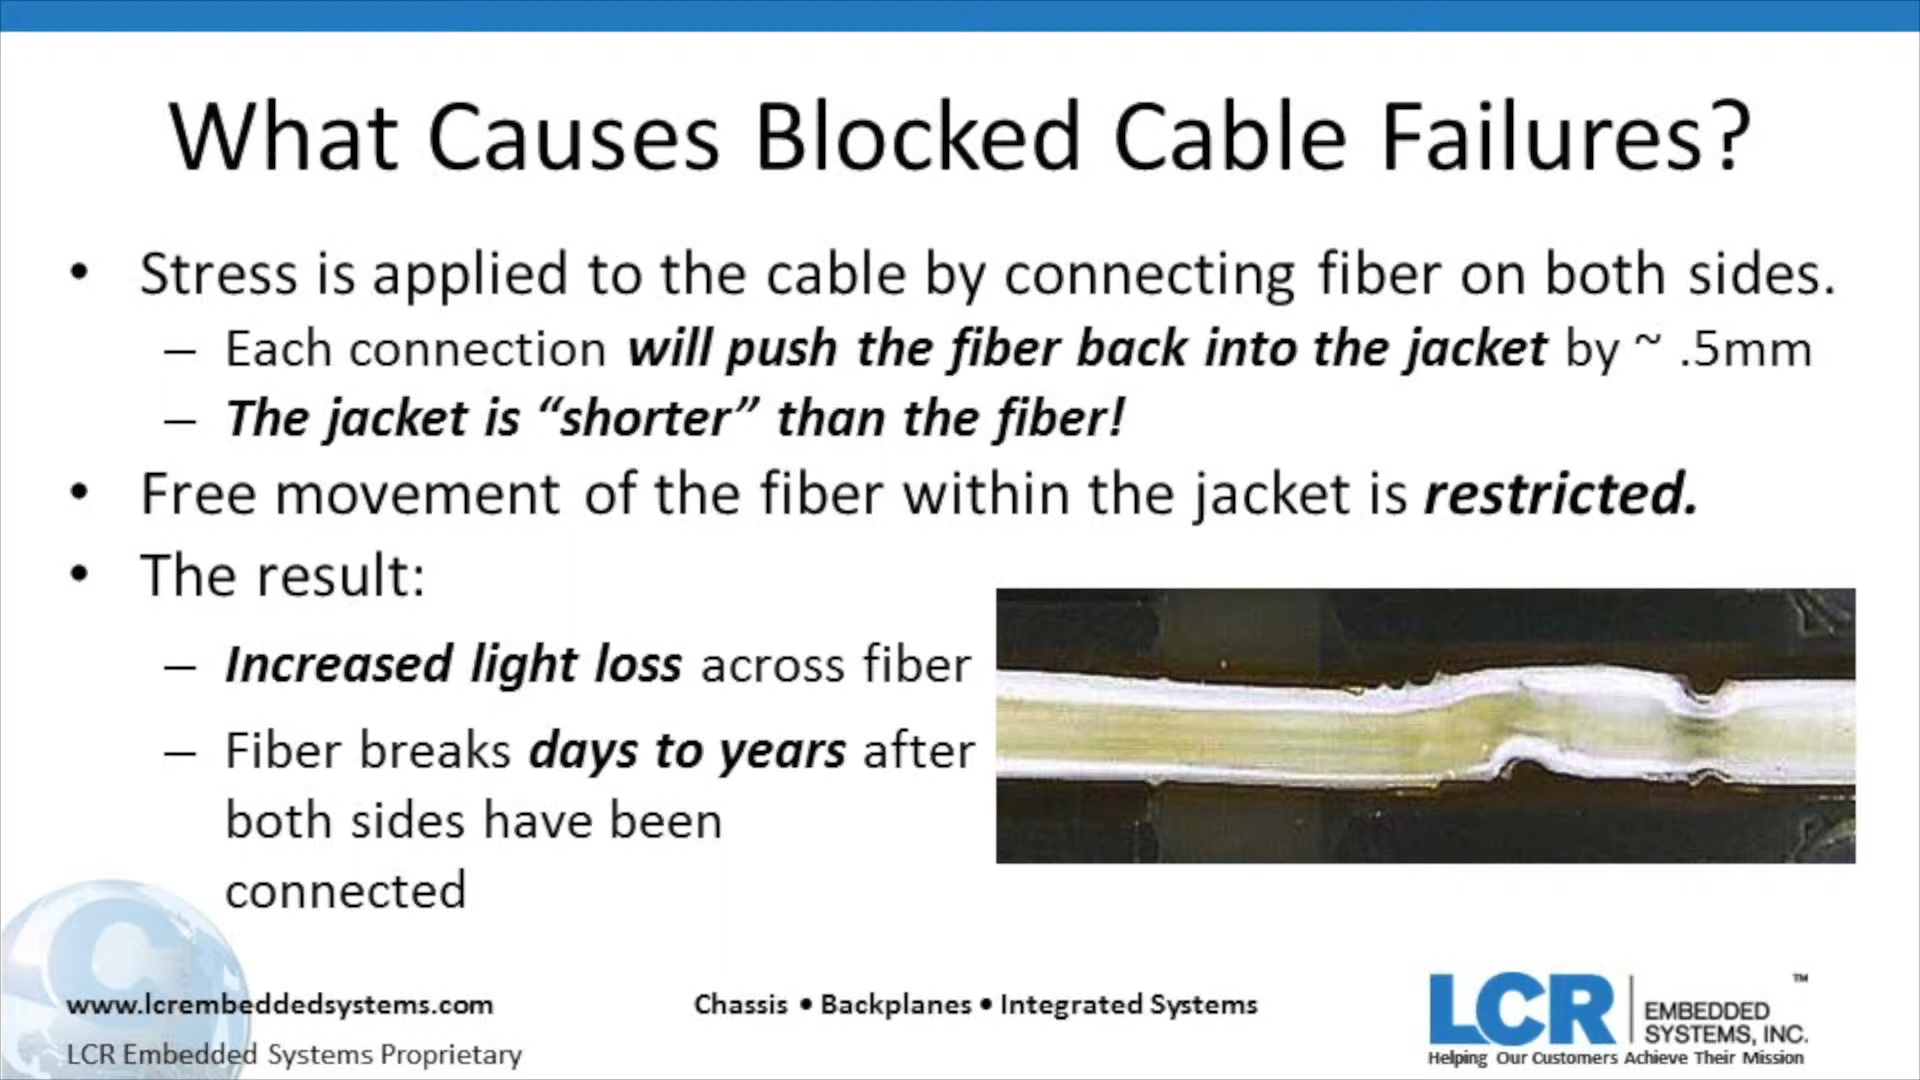 What Causes Blocked Cable Failures?
• Stress is applied to the cable by connecting fiber on both sides.
– Each connection will push the fiber back into the jacket by ~ .5mm
– The jacket is “shorter” than the fiber!
• Free movement of the fiber within the jacket is restricted.
• The result:
– Increased light loss across fiber
– Fiber breaks days to years after
both sides have been
connected
www.lcrembeddedsystems.com
LCR Embedded Systems Proprietary
Chassis • Backplanes • Integrated Systems
LCR EMBEDDED
SYSTEMS, INC.
™
Helping Our Customers Achieve Their Mission